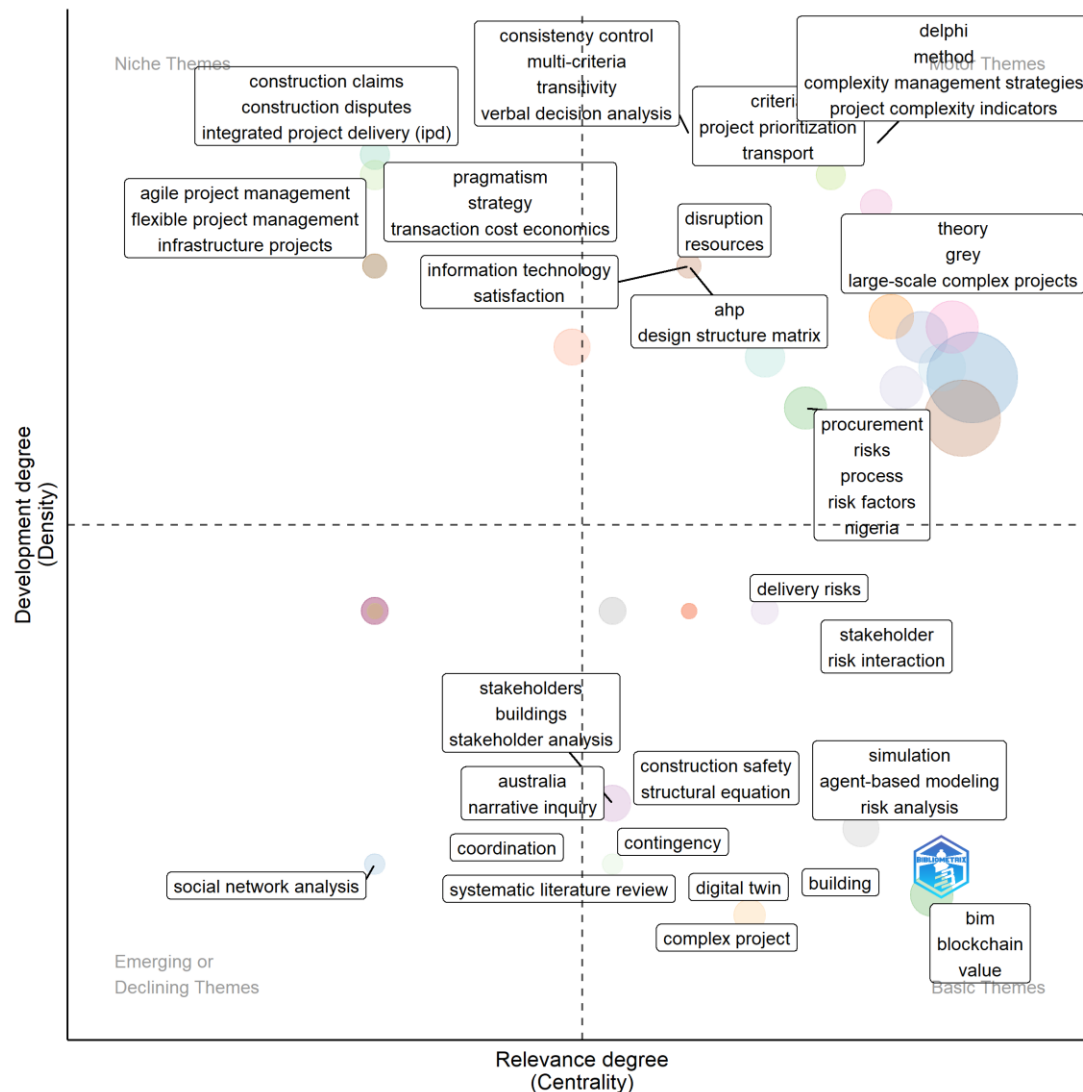 Niche Themes
Motor Themes
consistency control
multi-criteria
transitivity
verbal decision analysis
delphi
method
complexity management strategies
project complexity indicators
construction claims
construction disputes
integrated project delivery (ipd)
criteria
project prioritization
transport
agile project management
flexible project management
infrastructure projects
pragmatism
strategy
transaction cost economics
disruption
resources
theory
grey
large-scale complex projects
information technology
satisfaction
ahp
design structure matrix
procurement
risks
process
risk factors
nigeria
Development degree
(Density)
delivery risks
stakeholder
risk interaction
stakeholders
buildings
stakeholder analysis
australia
narrative inquiry
construction safety
structural equation
simulation
agent-based modeling
risk analysis
coordination
contingency
BIBLIOMETRIX
social network analysis
systematic literature review
digital twin
building
complex project
bim
blockchain
value
Emerging or
Declining Themes
Basic Themes
Relevance degree
(Centrality)